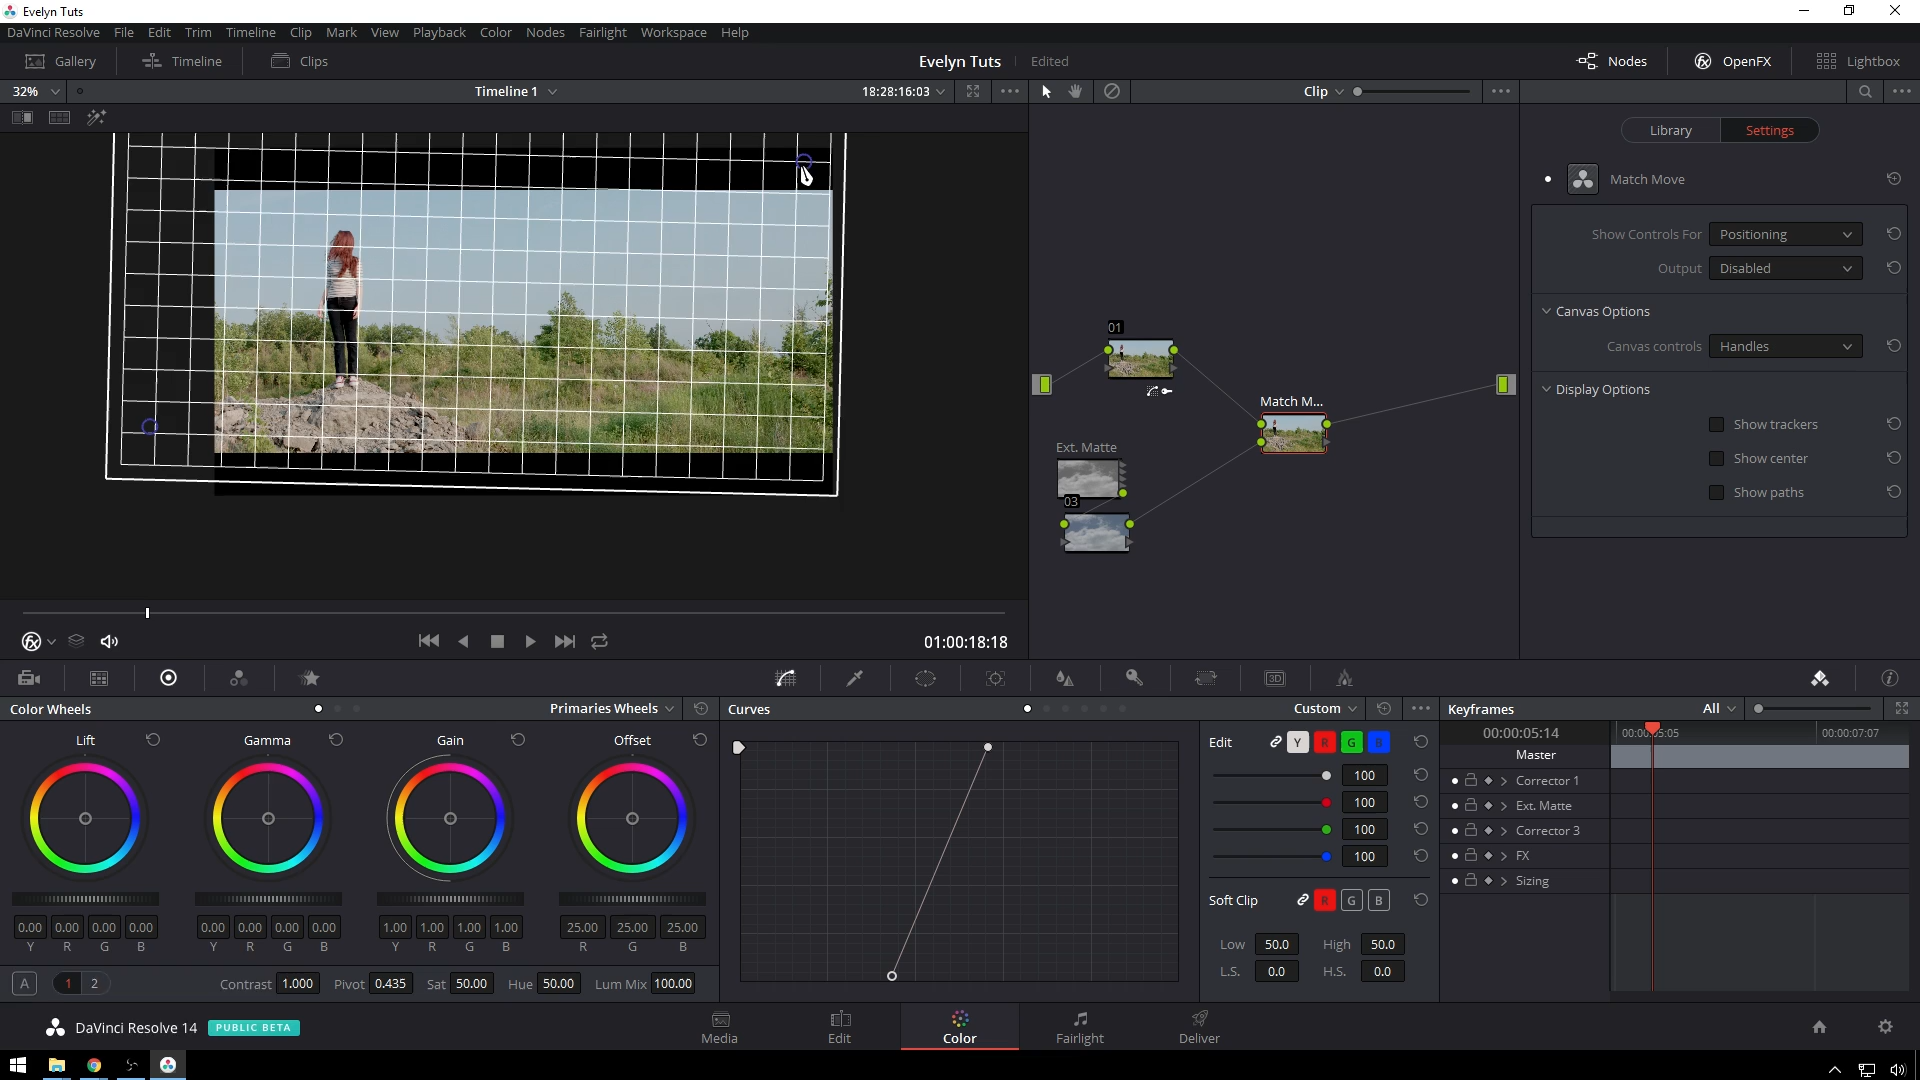 Evelyn Tuts
DaVinci Resolve File Edit Trim Timeline Clip Mark View Playback Color Nodes Fairlight Workspace Help
Gallery Timeline Clips Evelyn Tuts Edited Nodes OpenFX Lightbox
32% Timeline 1 18:28:16:03 Clip
Library Settings
Match Move
Show Controls For Positioning
Output Disabled
Canvas Options
Canvas controls Handles
Display Options
Show trackers
Show center
Show paths
01
Match M...
Ext. Matte
03
01:00:18:18
3D
Color Wheels Primaries Wheels
Lift Gamma Gain Offset
0.00 0.00 0.00 0.00 0.00 0.00 0.00 0.00 1.00 1.00 1.00 1.00 25.00 25.00 25.00
Y R G B Y R G B Y R G B R G B
A 1 2 Contrast 1.000 Pivot 0.435 Sat 50.00 Hue 50.00 Lum Mix 100.00
Curves Custom
Edit Y R G B
100
100
100
100
Soft Clip R G B
Low 50.0 High 50.0
L.S. 0.0 H.S. 0.0
Keyframes All
00:00:05:14 00:00:05:05 00:00:07:07
Master
Corrector 1
Ext. Matte
Corrector 3
FX
Sizing
DaVinci Resolve 14 PUBLIC BETA
Media Edit Color Fairlight Deliver